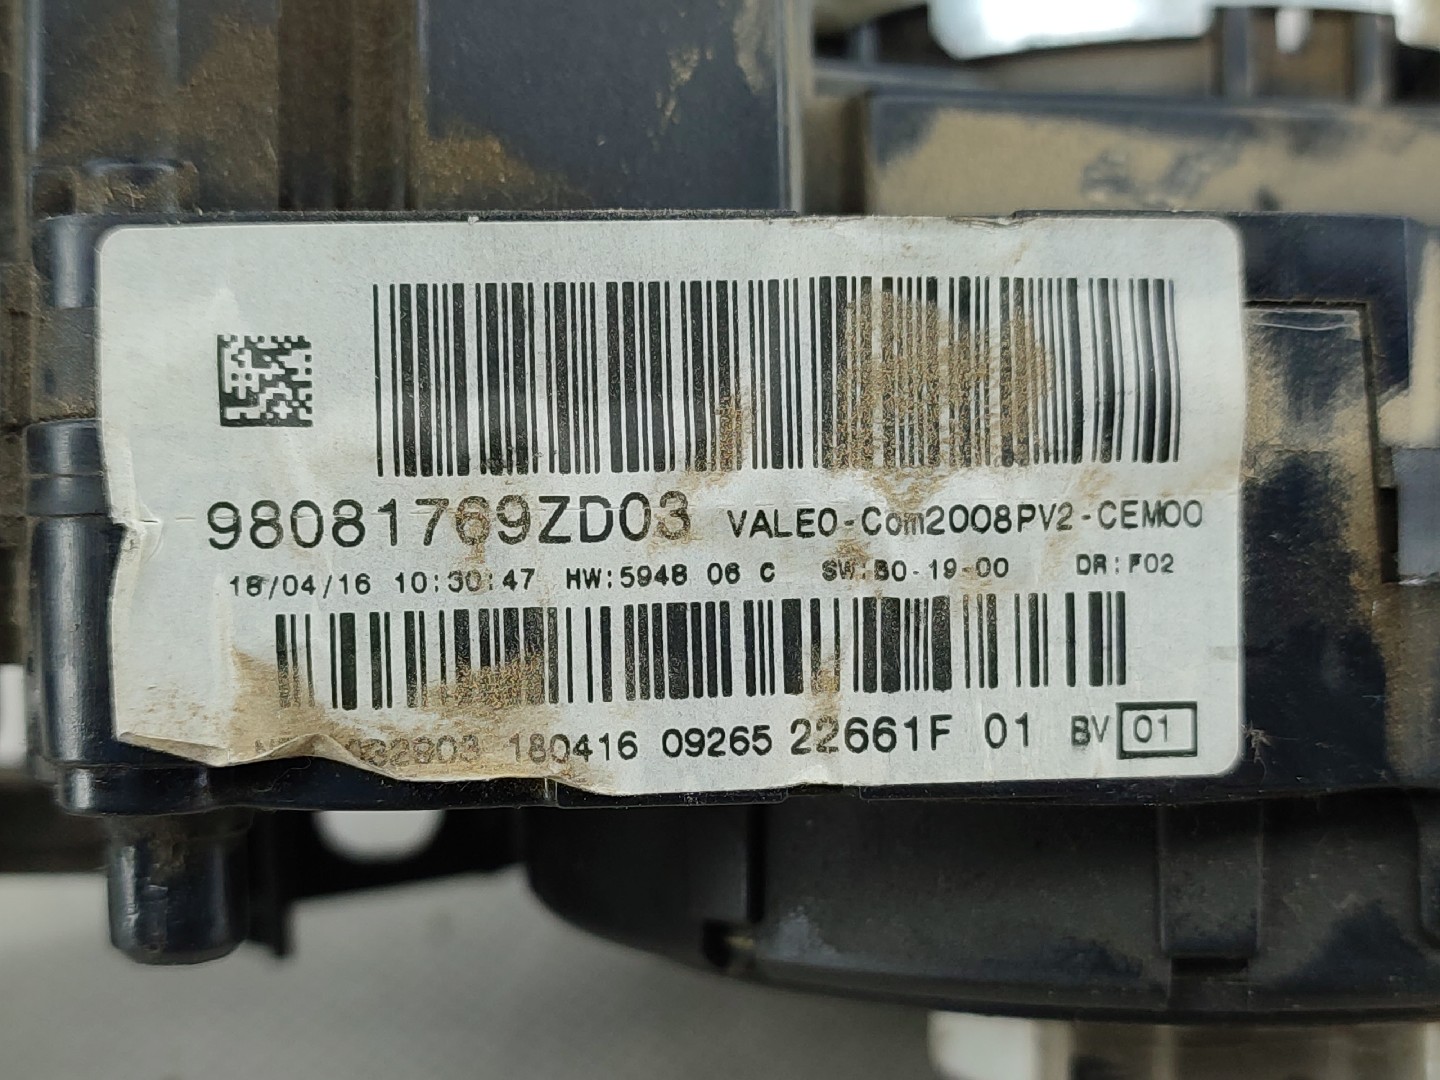 98081769ZD03 VALEO-Com2008PV2-CEM00
18/04/16 10:30:47 HW:5948 06 C SW:B0-19-00 DR:F02
180416 09265 22661F 01 BV 01